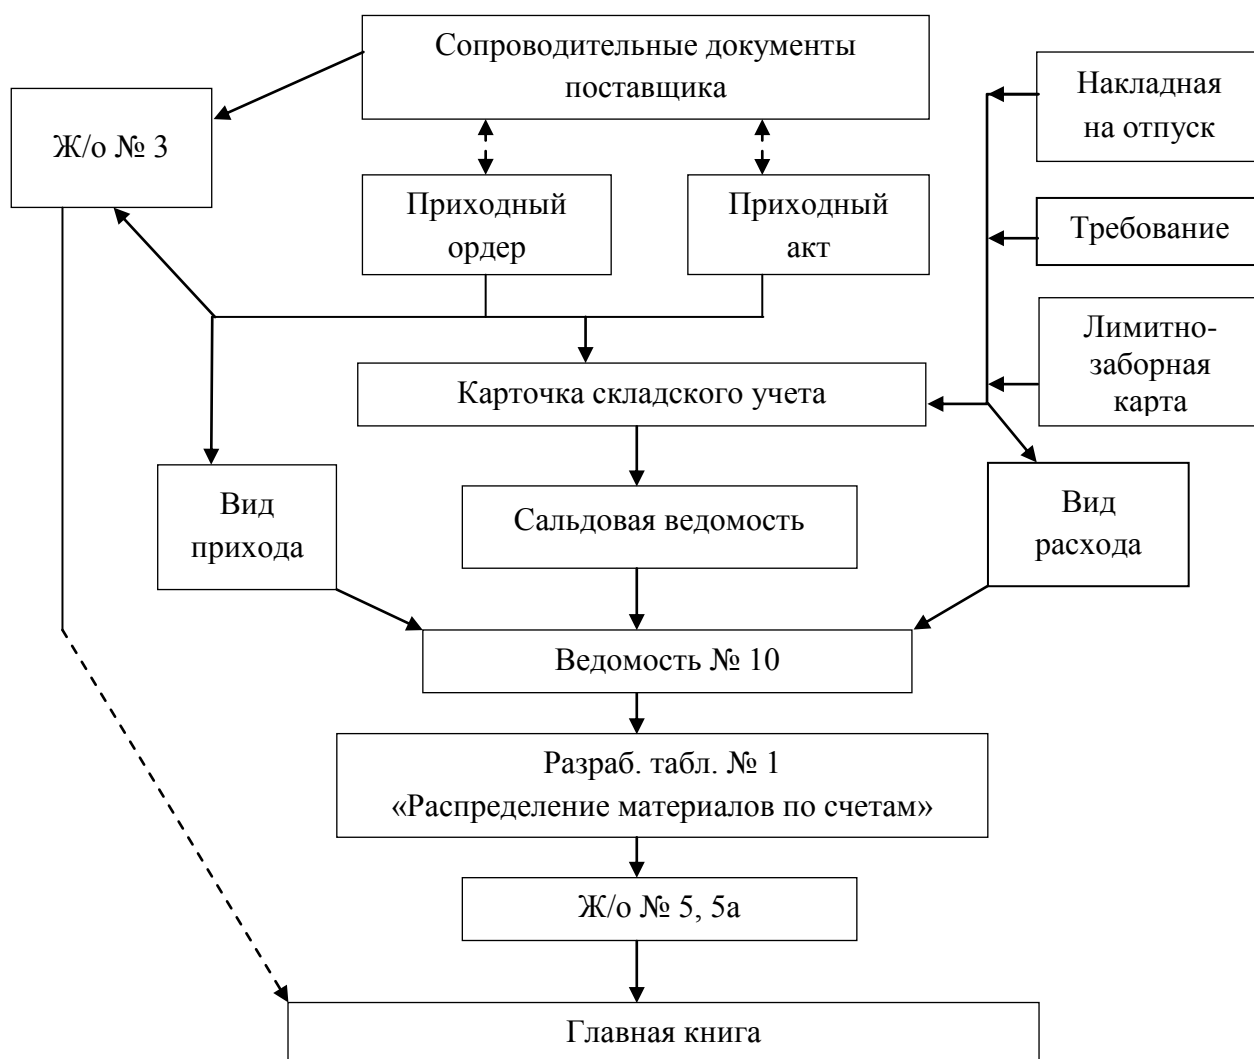 Сопроводительные документы
поставщика
Накладная
на отпуск
Ж/о № 3
Приходный
ордер
Приходный
акт
Требование
Лимитно-
заборная
карта
Карточка складского учета
Вид
прихода
Сальдовая ведомость
Вид
расхода
Ведомость № 10
Разраб. табл. № 1
«Распределение материалов по счетам»
Ж/о № 5, 5а
Главная книга